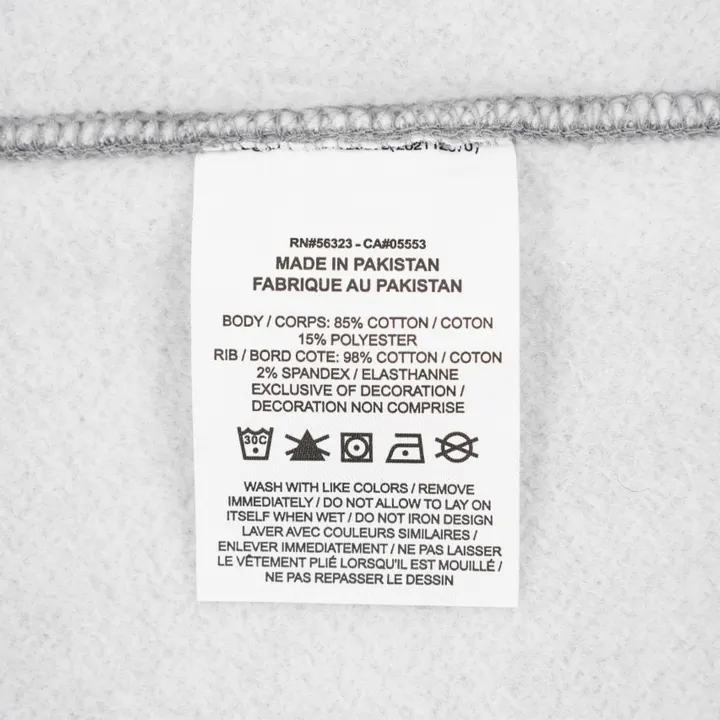 RN#56323 - CA#05553
MADE IN PAKISTAN
FABRIQUE AU PAKISTAN
BODY / CORPS: 85% COTTON / COTON
15% POLYESTER
RIB / BORD COTE: 98% COTTON / COTON
2% SPANDEX / ELASTHANNE
EXCLUSIVE OF DECORATION /
DECORATION NON COMPRISE
30C
WASH WITH LIKE COLORS / REMOVE
IMMEDIATELY / DO NOT ALLOW TO LAY ON
ITSELF WHEN WET / DO NOT IRON DESIGN
LAVER AVEC COULEURS SIMILAIRES /
ENLEVER IMMEDIATEMENT / NE PAS LAISSER
LE VÊTEMENT PLIÉ LORSQU'IL EST MOUILLÉ /
NE PAS REPASSER LE DESSIN